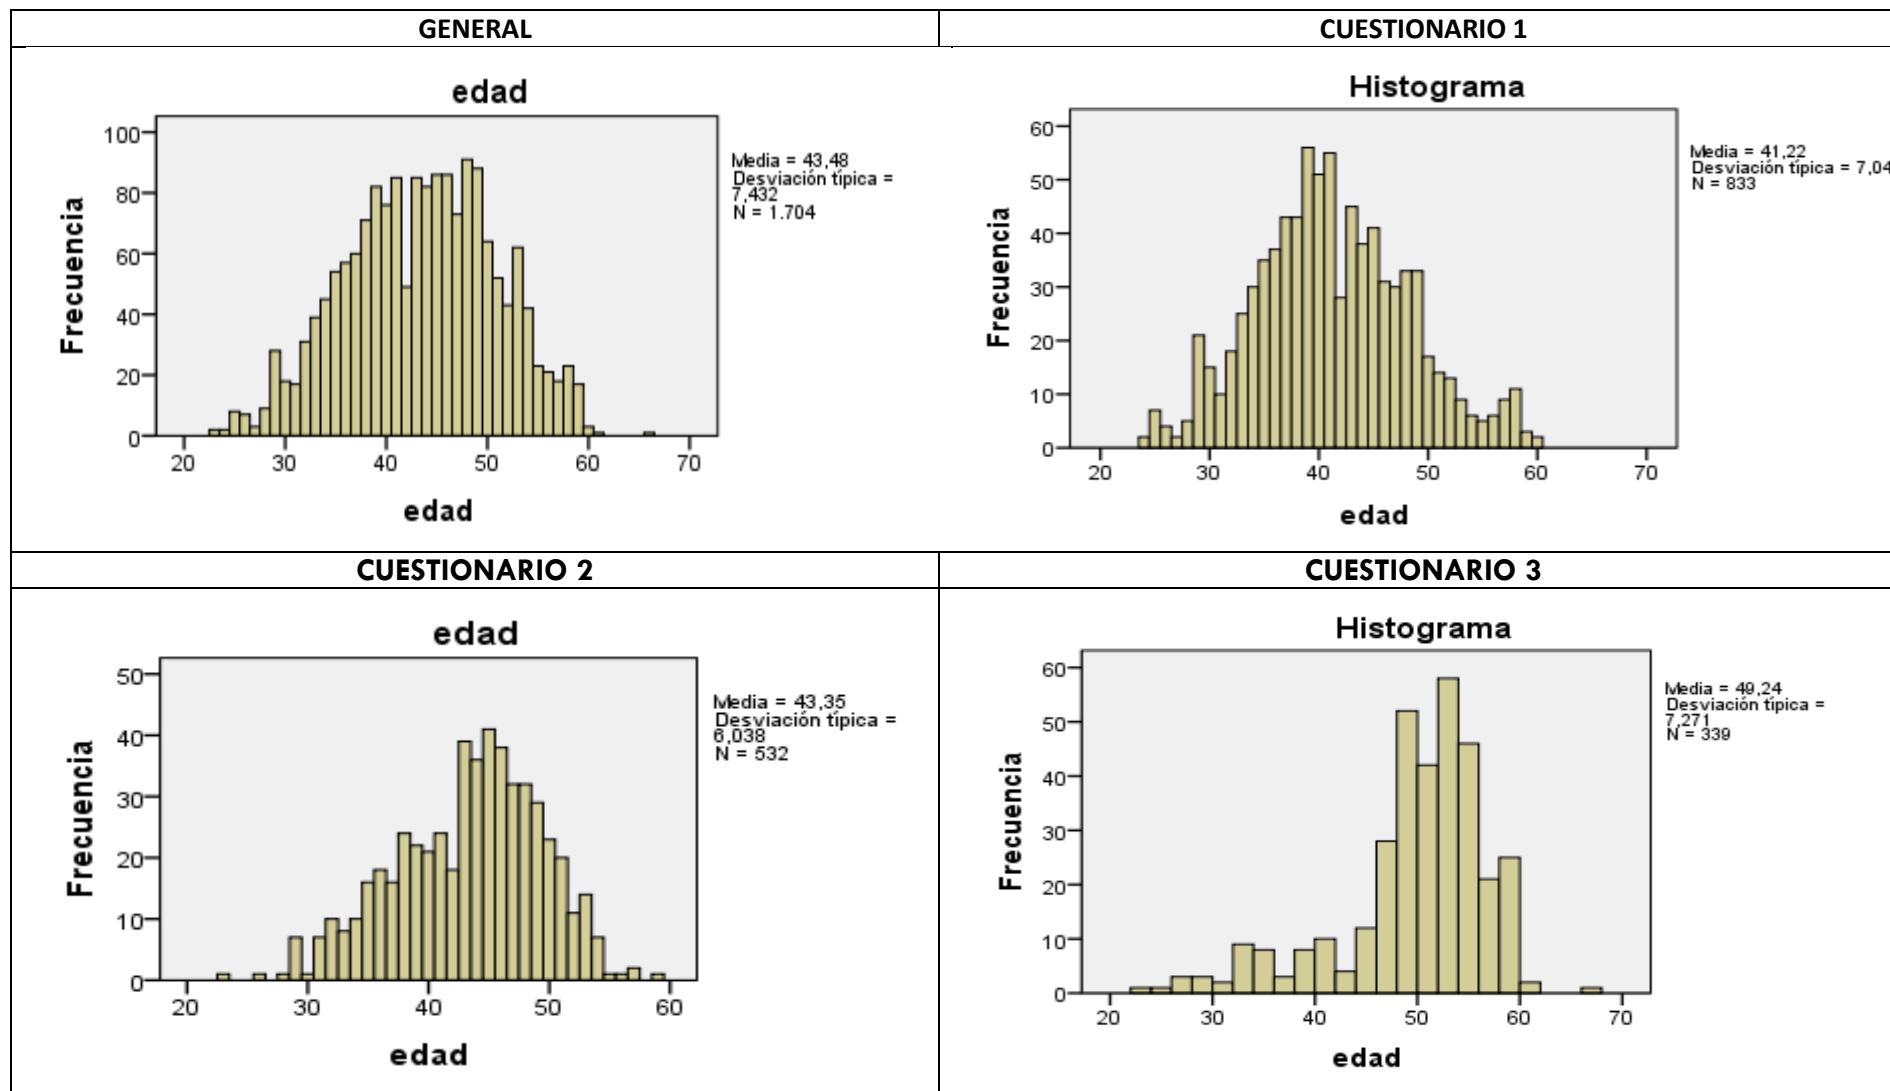 GENERAL
CUESTIONARIO 1
edad
Frecuencia
100
80
60
40
20
0
20 30 40 50 60 70
edad
Media = 43,48
Desviación típica =
7,432
N = 1.704
Histograma
Frecuencia
60
50
40
30
20
10
0
20 30 40 50 60 70
edad
Media = 41,22
Desviación típica = 7,04
N = 833
CUESTIONARIO 2
CUESTIONARIO 3
edad
Frecuencia
50
40
30
20
10
0
20 30 40 50 60
edad
Media = 43,35
Desviación típica =
6,038
N = 532
Histograma
Frecuencia
60
50
40
30
20
10
0
20 30 40 50 60 70
edad
Media = 49,24
Desviación típica =
7,271
N = 339